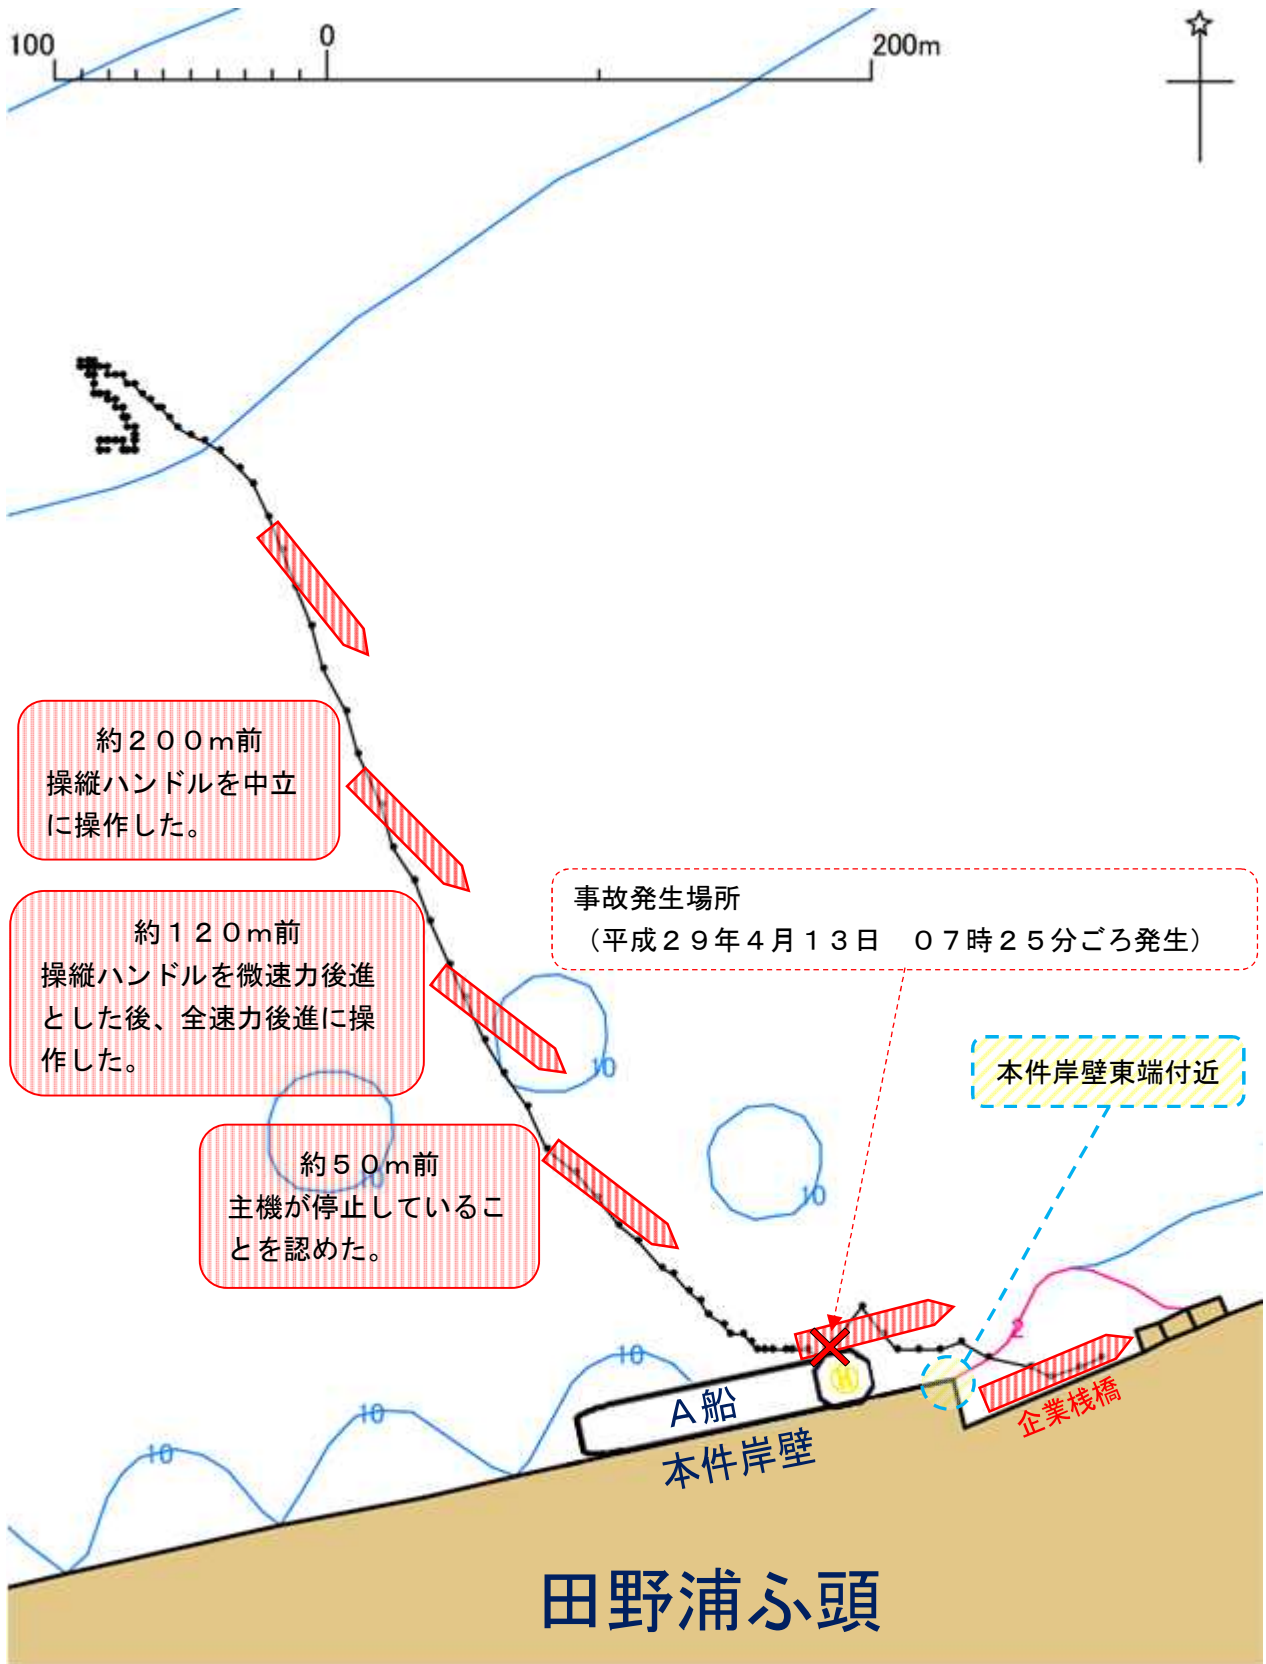 100 0 200m
約２００ｍ前
操縦ハンドルを中立
に操作した。
約１２０ｍ前
操縦ハンドルを微速力後進
とした後、全速力後進に操
作した。
事故発生場所
（平成２９年４月１３日　０７時２５分ごろ発生）
10
本件岸壁東端付近
10
約５０ｍ前
主機が停止しているこ
とを認めた。
10
2
10
H
Ａ船
企業桟橋
10
本件岸壁
10
田野浦ふ頭